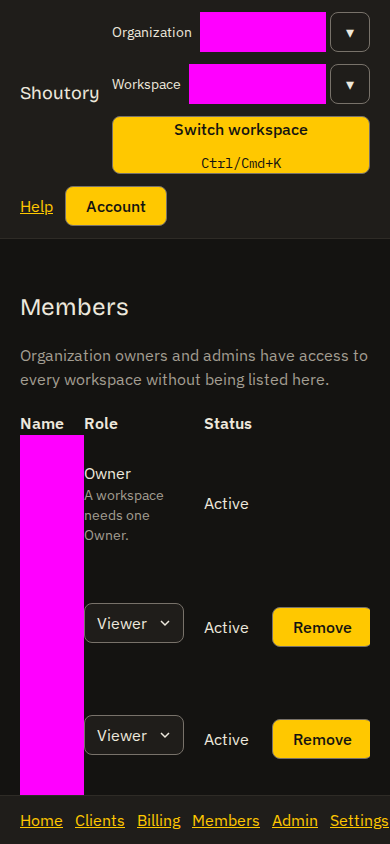 Shoutory
Organization ▼
Workspace ▼
Switch workspace
Ctrl/Cmd+K
Help Account
Members
Organization owners and admins have access to
every workspace without being listed here.
Name Role Status
Owner
A workspace
needs one
Owner.
Active
Viewer Active Remove
Viewer Active Remove
Home Clients Billing Members Admin Settings